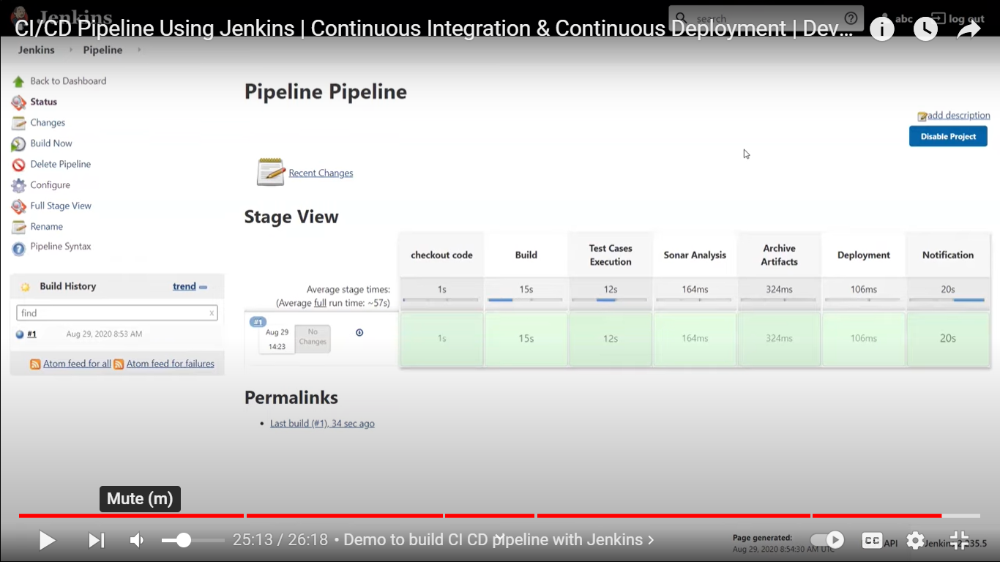 Jenkins
search
abc
log out
CI/CD Pipeline Using Jenkins | Continuous Integration & Continuous Deployment | Dev...
Jenkins
Pipeline
Back to Dashboard
Status
Changes
Build Now
Delete Pipeline
Configure
Full Stage View
Rename
Pipeline Syntax
Build History
trend
find
x
#1
Aug 29, 2020 8:53 AM
Atom feed for all
Atom feed for failures
Pipeline Pipeline
add description
Disable Project
Recent Changes
Stage View
checkout code
Build
Test Cases
Execution
Sonar Analysis
Archive
Artifacts
Deployment
Notification
Average stage times:
(Average full run time: ~57s)
1s
15s
12s
164ms
324ms
106ms
20s
#1
Aug 29
14:23
No
Changes
1s
15s
12s
164ms
324ms
106ms
20s
Permalinks
• Last build (#1), 34 sec ago
Mute (m)
25:13 / 26:18 • Demo to build CI CD pipeline with Jenkins
Page generated:
Aug 29, 2020 8:54:30 AM UTC
CC
API
Jenkins